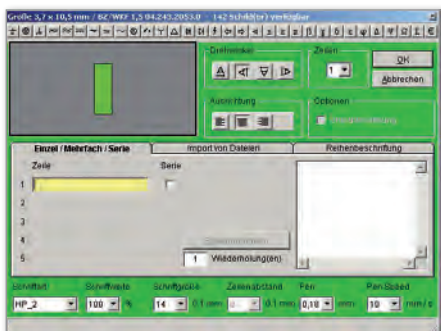 Größe 3,7 x 10,5 mm / BZ/WKF 1,5 04.243.2053.0 - 142 Schild(er) verfügbar
Drehwinkel
Zeilen
1
OK
Abbrechen
Ausrichtung
Optionen
Einzel / Mehrfach / Serie
Import von Dateien
Reihenbeschriftung
Zeile
Serie
1
2
3
4
5
1 Wiederholung(en)
Schriftart
Schriftweite
Schriftgröße
Zeilenabstand
Pen
Pen Speed
HP_2
100 %
14 0.1 mm
0.1 mm
0,18 mm
10 mm / s